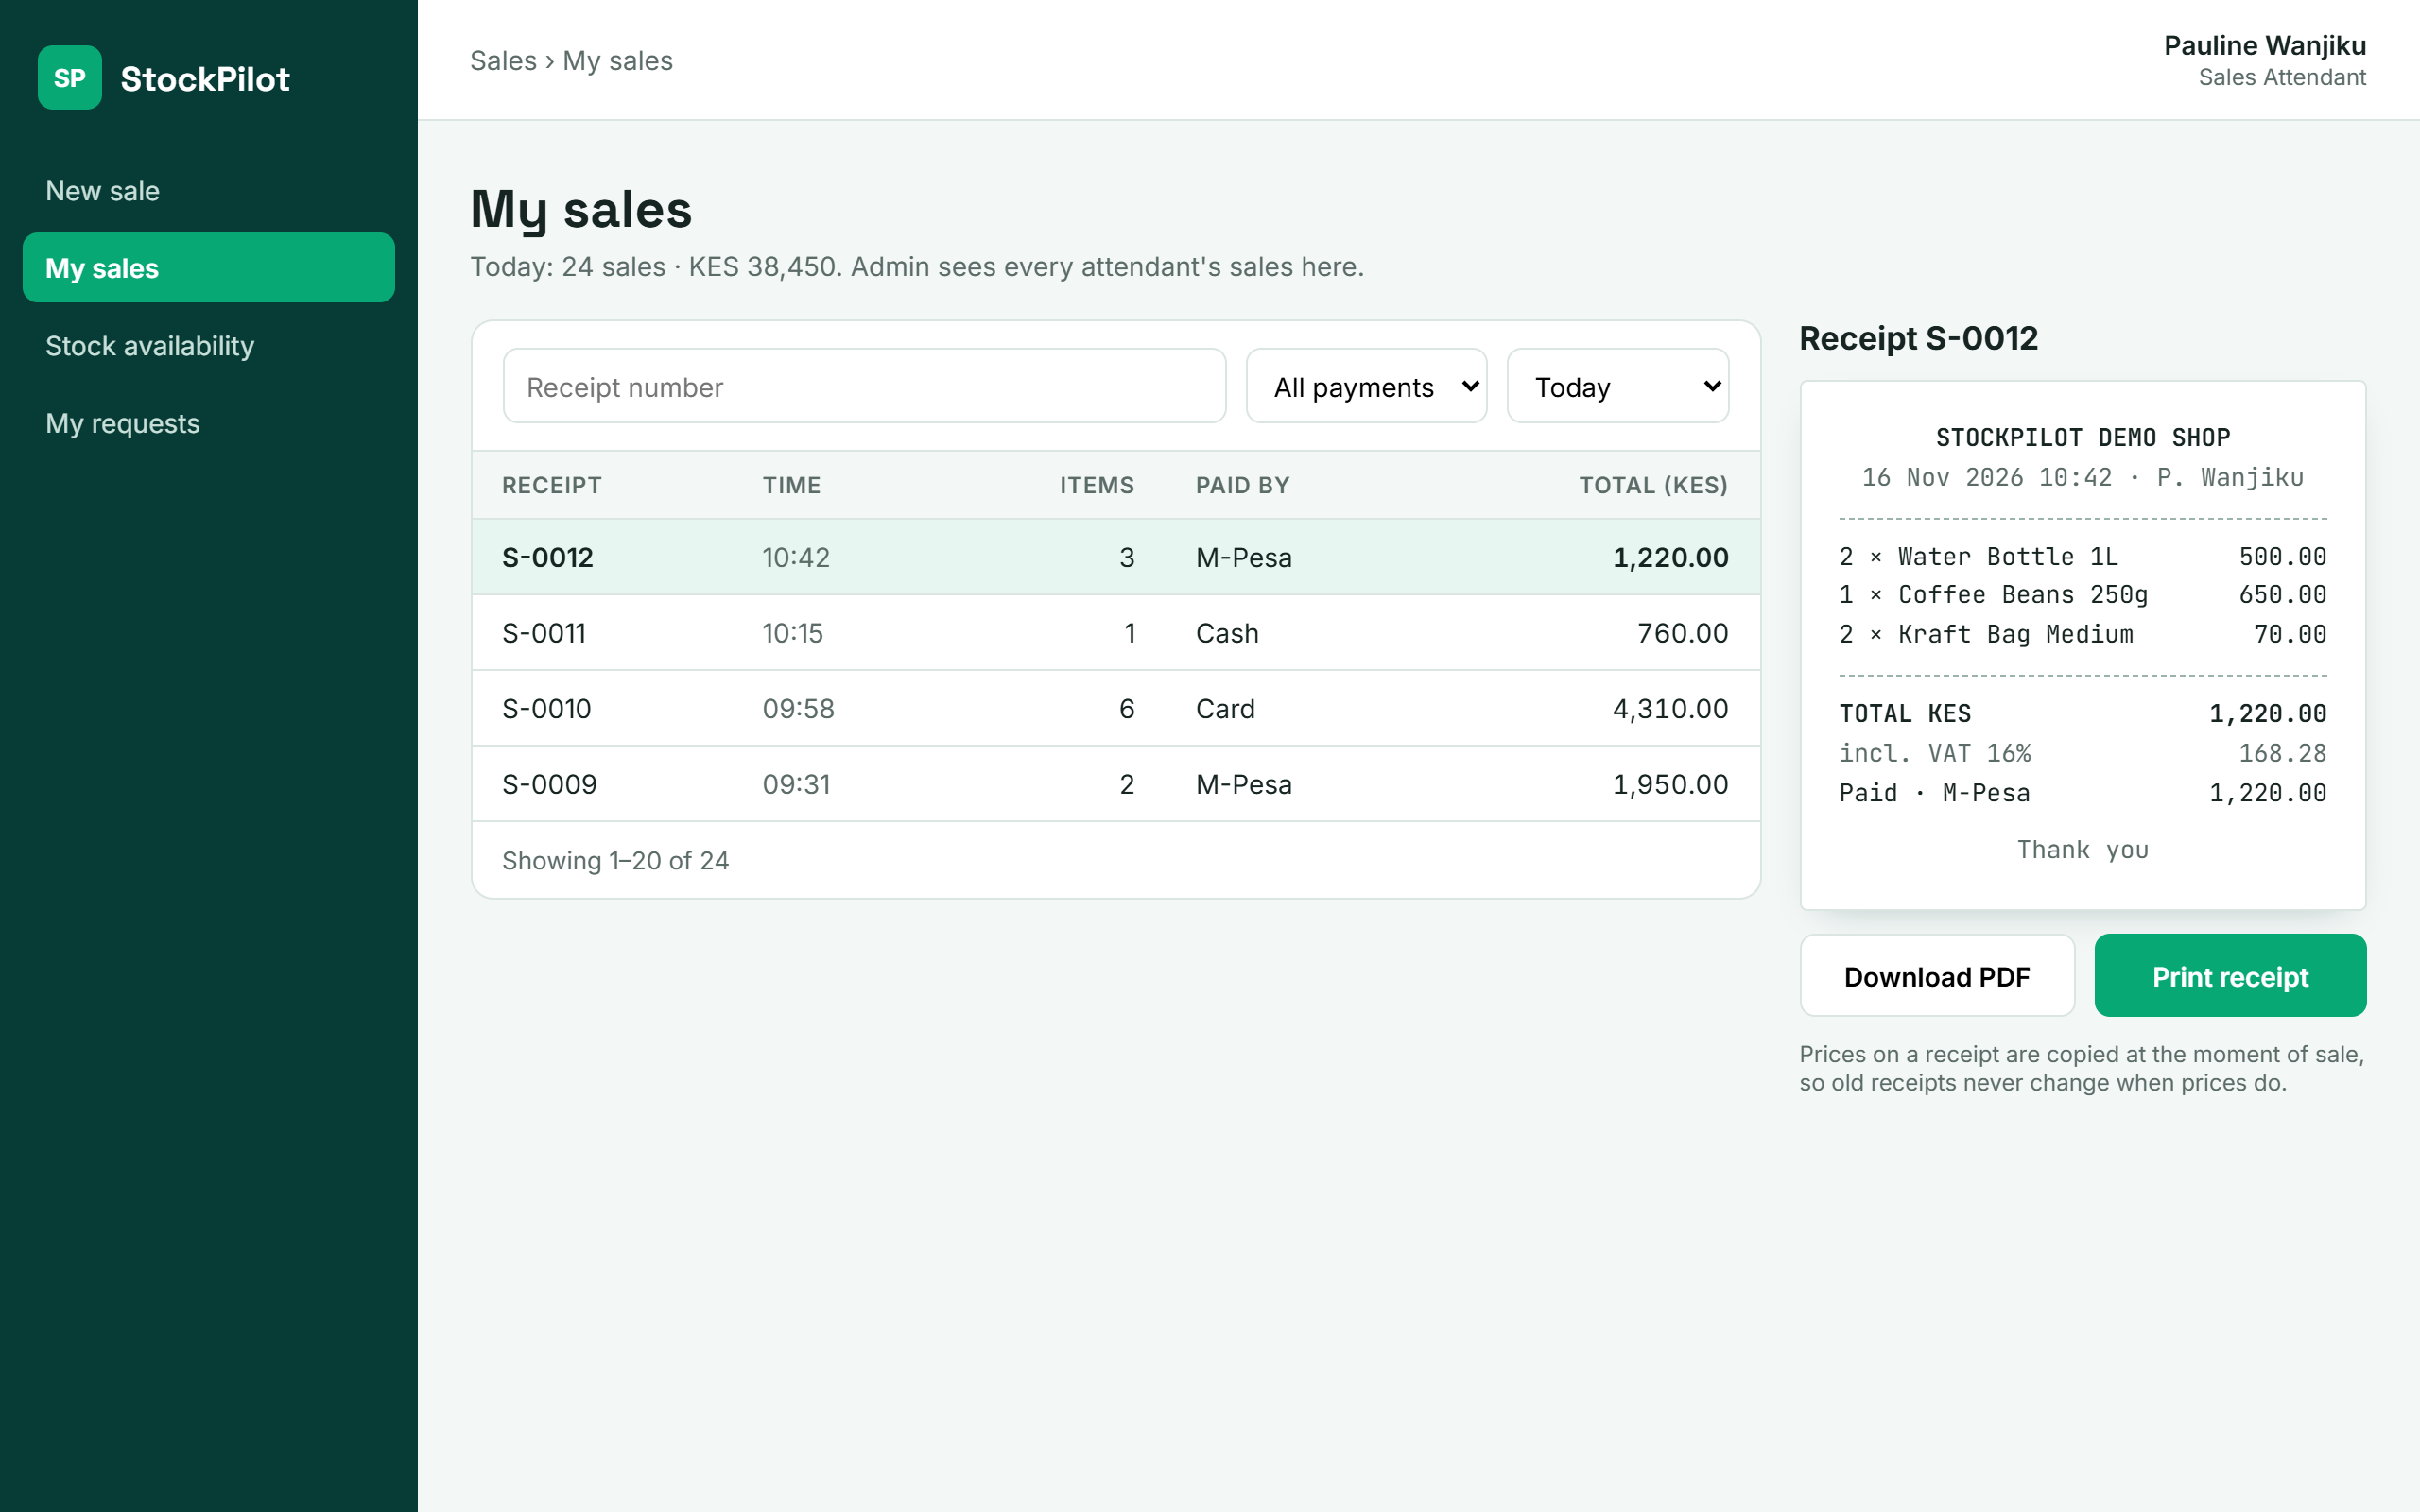 SP StockPilot
New sale
My sales
Stock availability
My requests
Sales › My sales
Pauline Wanjiku
Sales Attendant
My sales
Today: 24 sales · KES 38,450. Admin sees every attendant's sales here.
Receipt number All payments Today
RECEIPT TIME ITEMS PAID BY TOTAL (KES)
S-0012 10:42 3 M-Pesa 1,220.00
S-0011 10:15 1 Cash 760.00
S-0010 09:58 6 Card 4,310.00
S-0009 09:31 2 M-Pesa 1,950.00
Showing 1–20 of 24
Receipt S-0012
STOCKPILOT DEMO SHOP
16 Nov 2026 10:42 · P. Wanjiku
2 × Water Bottle 1L 500.00
1 × Coffee Beans 250g 650.00
2 × Kraft Bag Medium 70.00
TOTAL KES 1,220.00
incl. VAT 16% 168.28
Paid · M-Pesa 1,220.00
Thank you
Download PDF Print receipt
Prices on a receipt are copied at the moment of sale,
so old receipts never change when prices do.